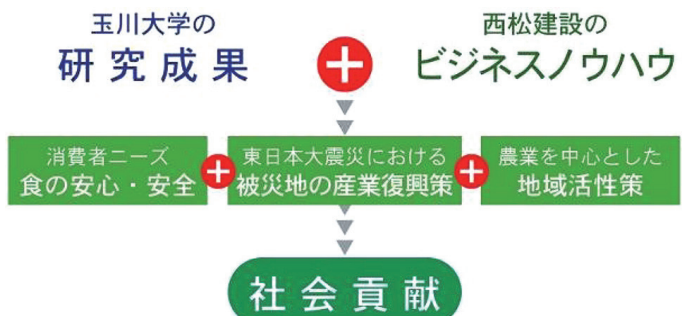 玉川大学の
研究成果
西松建設の
ビジネスノウハウ
消費者ニーズ
食の安心・安全
東日本大震災における
被災地の産業復興策
農業を中心とした
地域活性策
社会貢献